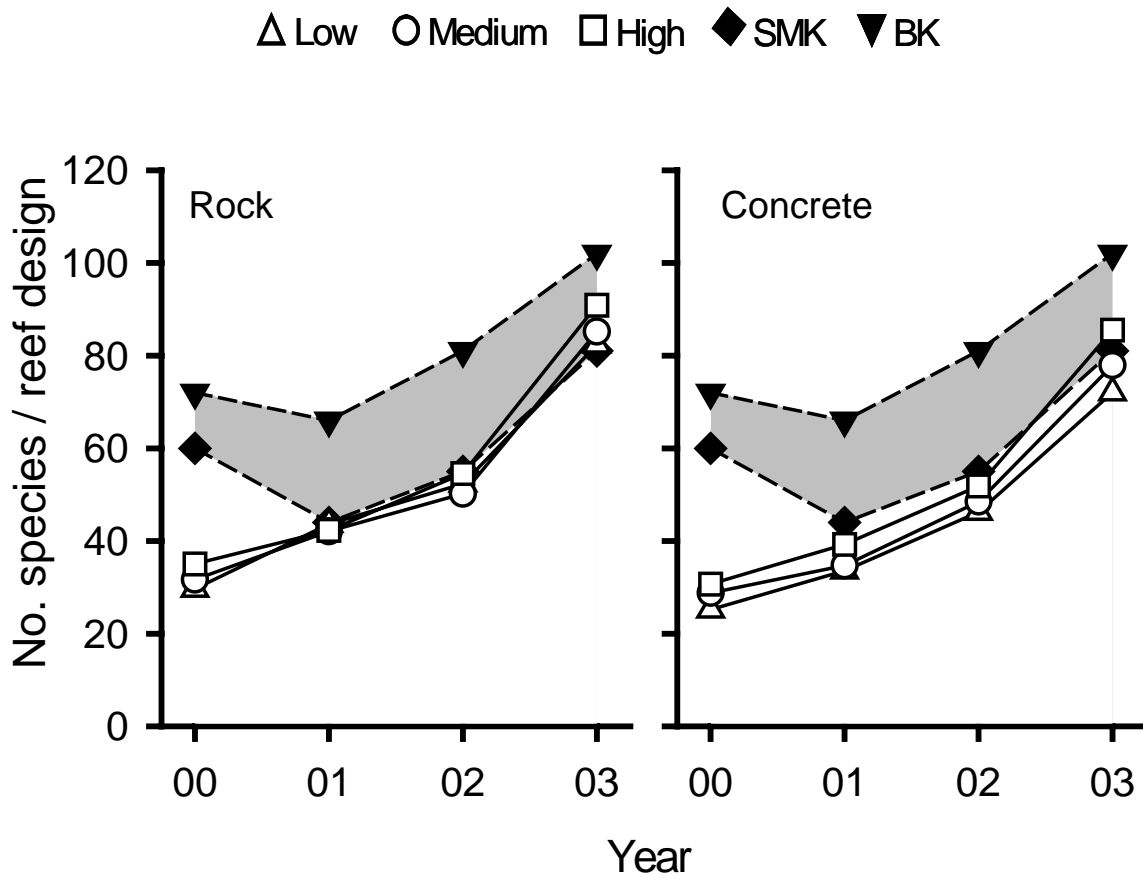 Low Medium High SMK BK
No. species / reef design
120
100
80
60
40
20
0
Rock
Concrete
00 01 02 03
00 01 02 03
Year